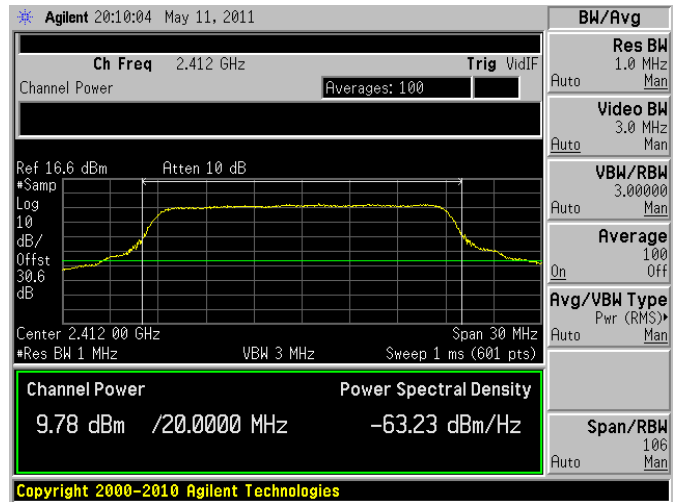 Agilent 20:10:04 May 11, 2011
BW/Avg
Ch Freq 2.412 GHz Trig VidIF
Channel Power Averages: 100
Ref 16.6 dBm Atten 10 dB
#Samp
Log
10
dB/
Offst
30.6
dB
Center 2.412 00 GHz Span 30 MHz
#Res BW 1 MHz VBW 3 MHz Sweep 1 ms (601 pts)
Channel Power Power Spectral Density
9.78 dBm /20.0000 MHz -63.23 dBm/Hz
Copyright 2000-2010 Agilent Technologies
Res BW
1.0 MHz
Auto Man
Video BW
3.0 MHz
Auto Man
VBW/RBW
3.00000
Auto Man
Average
100
On Off
Avg/VBW Type
Pwr (RMS)
Auto Man
Span/RBW
106
Auto Man